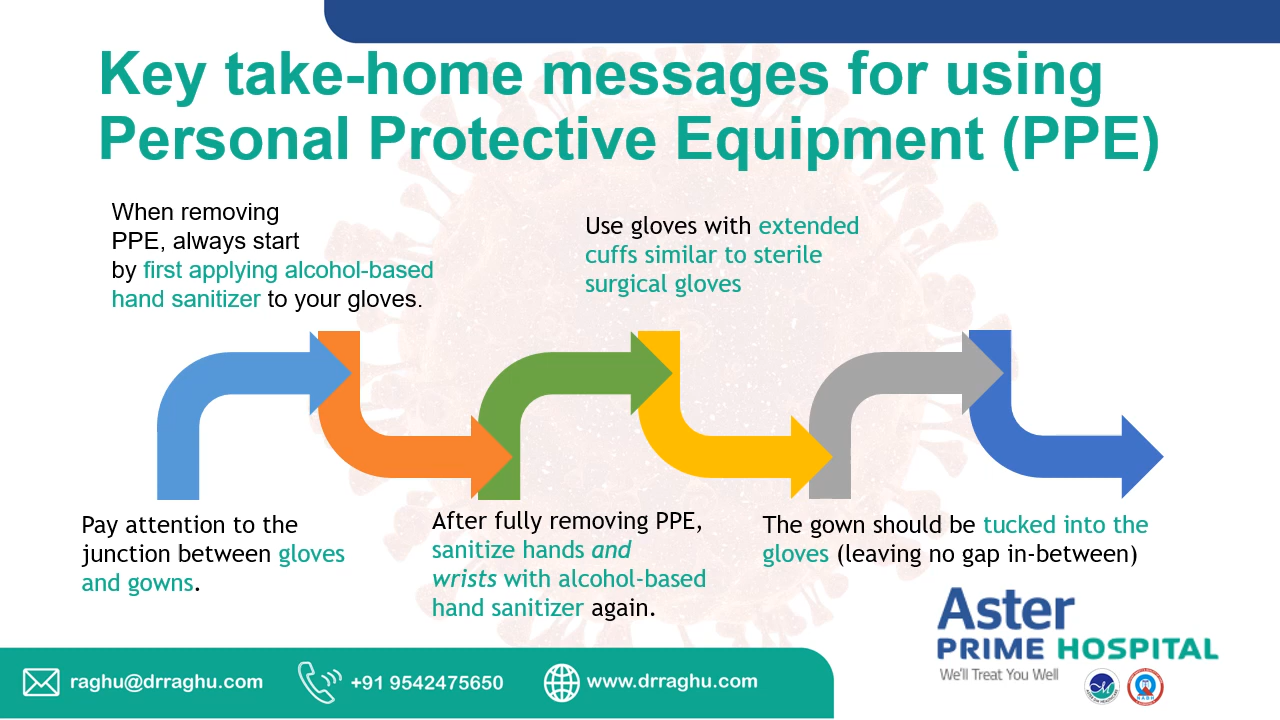 Key take-home messages for using
Personal Protective Equipment (PPE)
When removing
PPE, always start
by first applying alcohol-based
hand sanitizer to your gloves.
Use gloves with extended
cuffs similar to sterile
surgical gloves
Pay attention to the
junction between gloves
and gowns.
After fully removing PPE,
sanitize hands and
wrists with alcohol-based
hand sanitizer again.
The gown should be tucked into the
gloves (leaving no gap in-between)
Aster
PRIME HOSPITAL
We'll Treat You Well
raghu@drraghu.com
+91 9542475650
www.drraghu.com